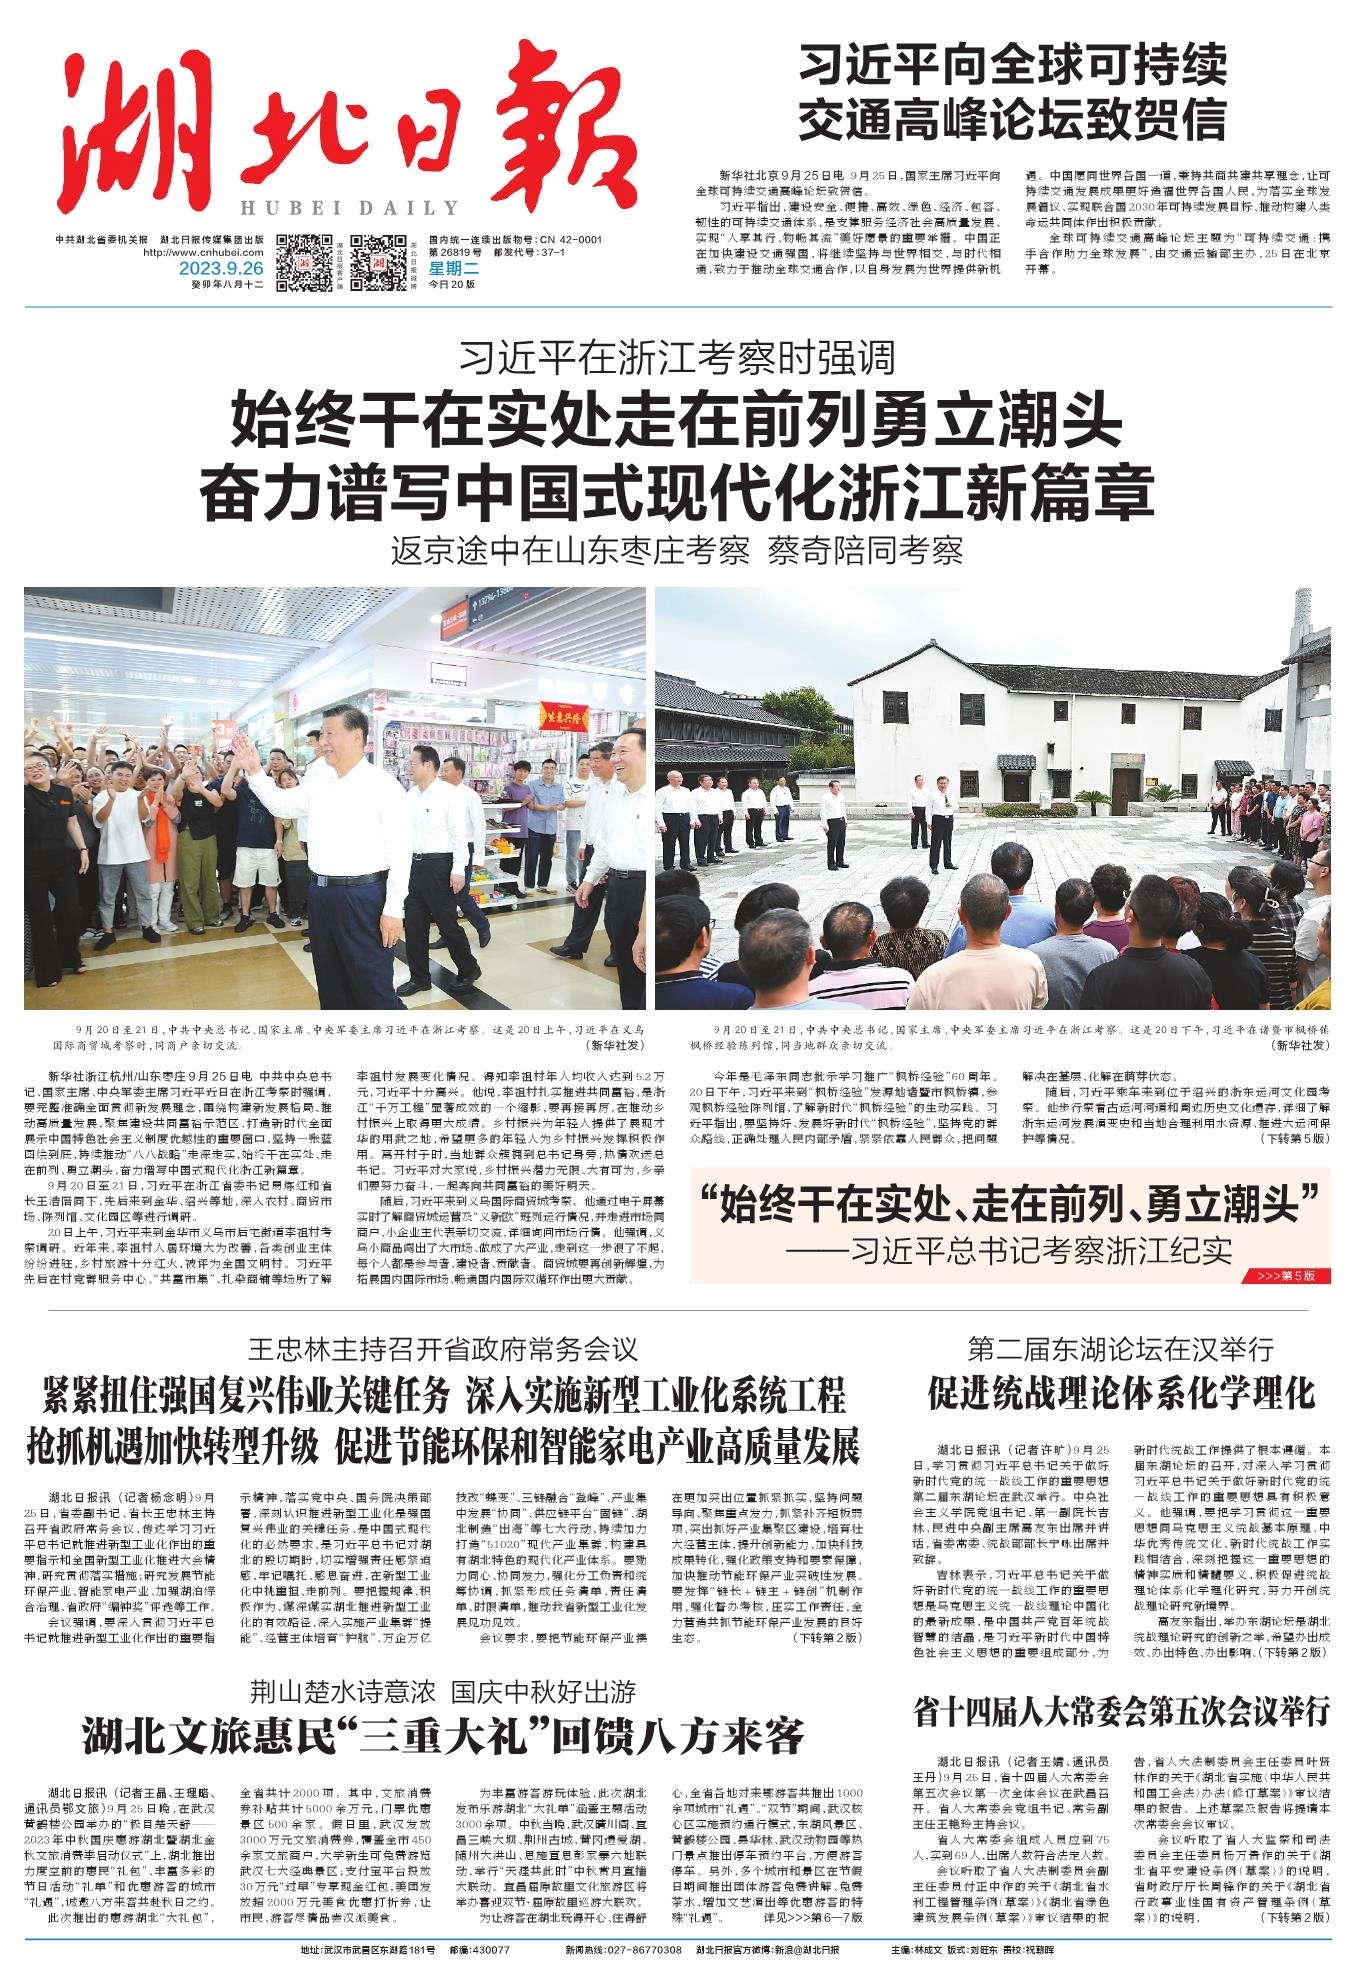 湖北日報
HUBEI DAILY
中共湖北省委机关报 湖北日报传媒集团出版
http://www.cnhubei.com
2023.9.26
癸卯年八月十二
湖北日报客户端
湖北日报微博
国内统一连续出版物号:CN 42-0001
第26819号 邮发代号:37-1
星期二
今日20版
习近平向全球可持续
交通高峰论坛致贺信
新华社北京9月25日电 9月25日,国家主席习近平向
全球可持续交通高峰论坛致贺信。
习近平指出,建设安全、便捷、高效、绿色、经济、包容、
韧性的可持续交通体系,是支撑服务经济社会高质量发展、
实现“人享其行、物畅其流”美好愿景的重要举措。中国正
在加快建设交通强国,将继续坚持与世界相交、与时代相
通,致力于推动全球交通合作,以自身发展为世界提供新机
遇。中国愿同世界各国一道,秉持共商共建共享理念,让可
持续交通发展成果更好造福世界各国人民,为落实全球发
展倡议、实现联合国2030年可持续发展目标、推动构建人类
命运共同体作出积极贡献。
全球可持续交通高峰论坛主题为“可持续交通:携
手合作助力全球发展”,由交通运输部主办,25日在北京
开幕。
习近平在浙江考察时强调
始终干在实处走在前列勇立潮头
奋力谱写中国式现代化浙江新篇章
返京途中在山东枣庄考察 蔡奇陪同考察
生意兴隆
9月20日至21日,中共中央总书记、国家主席、中央军委主席习近平在浙江考察。这是20日上午,习近平在义乌
国际商贸城考察时,同商户亲切交流。 (新华社发)
9月20日至21日,中共中央总书记、国家主席、中央军委主席习近平在浙江考察。这是20日下午,习近平在诸暨市枫桥镇
枫桥经验陈列馆,同当地群众亲切交流。 (新华社发)
新华社浙江杭州/山东枣庄9月25日电 中共中央总书
记、国家主席、中央军委主席习近平近日在浙江考察时强调,
要完整准确全面贯彻新发展理念,围绕构建新发展格局、推
动高质量发展,聚焦建设共同富裕示范区、打造新时代全面
展示中国特色社会主义制度优越性的重要窗口,坚持一张蓝
图绘到底,持续推动“八八战略”走深走实,始终干在实处、走
在前列、勇立潮头,奋力谱写中国式现代化浙江新篇章。
9月20日至21日,习近平在浙江省委书记易炼红和省
长王浩陪同下,先后来到金华、绍兴等地,深入农村、商贸市
场、陈列馆、文化园区等进行调研。
20日上午,习近平来到金华市义乌市后宅街道李祖村考
察调研。近年来,李祖村人居环境大为改善,各类创业主体
纷纷进驻,乡村旅游十分红火,被评为全国文明村。习近平
先后在村党群服务中心、“共富市集”、扎染商铺等场所了解
李祖村发展变化情况。得知李祖村年人均收入达到5.2万
元,习近平十分高兴。他说,李祖村扎实推进共同富裕,是浙
江“千万工程”显著成效的一个缩影,要再接再厉,在推动乡
村振兴上取得更大成绩。乡村振兴为年轻人提供了展现才
华的用武之地,希望更多的年轻人为乡村振兴发挥积极作
用。离开村子时,当地群众簇拥到总书记身旁,热情欢送总
书记。习近平对大家说,乡村振兴潜力无限、大有可为,乡亲
们要努力奋斗,一起奔向共同富裕的美好明天。
随后,习近平来到义乌国际商贸城考察。他通过电子屏幕
实时了解商贸城运营及“义新欧”班列运行情况,并走进市场同
商户、小企业主代表亲切交流,详细询问市场行情。他强调,义
乌小商品闯出了大市场、做成了大产业,走到这一步很了不起,
每个人都是参与者、建设者、贡献者。商贸城要再创新辉煌,为
拓展国内国际市场、畅通国内国际双循环作出更大贡献。
今年是毛泽东同志批示学习推广“枫桥经验”60周年。
20日下午,习近平来到“枫桥经验”发源地诸暨市枫桥镇,参
观枫桥经验陈列馆,了解新时代“枫桥经验”的生动实践。习
近平指出,要坚持好、发展好新时代“枫桥经验”,坚持党的群
众路线,正确处理人民内部矛盾,紧紧依靠人民群众,把问题
解决在基层、化解在萌芽状态。
随后,习近平乘车来到位于绍兴的浙东运河文化园考
察。他步行察看古运河河道和周边历史文化遗存,详细了解
浙东运河发展演变史和当地合理利用水资源、推进大运河保
护等情况。 (下转第5版)
“始终干在实处、走在前列、勇立潮头”
——习近平总书记考察浙江纪实
>>>第5版
王忠林主持召开省政府常务会议
紧紧扭住强国复兴伟业关键任务 深入实施新型工业化系统工程
抢抓机遇加快转型升级 促进节能环保和智能家电产业高质量发展
湖北日报讯 (记者杨念明)9月
25日,省委副书记、省长王忠林主持
召开省政府常务会议,传达学习习近
平总书记就推进新型工业化作出的重
要指示和全国新型工业化推进大会精
神,研究贯彻落实措施;研究发展节能
环保产业、智能家电产业、加强湖泊综
合治理、省政府“编钟奖”评选等工作。
会议强调,要深入贯彻习近平总
书记就推进新型工业化作出的重要指
示精神,落实党中央、国务院决策部
署,深刻认识推进新型工业化是强国
复兴伟业的关键任务、是中国式现代
化的必然要求、是习近平总书记对湖
北的殷切期盼,切实增强责任感紧迫
感,牢记嘱托、感恩奋进,在新型工业
化中挑重担、走前列。要把握规律、积
极作为,谋深谋实湖北推进新型工业
化的有效路径,深入实施产业集群“提
能”、经营主体培育“护航”、万企万亿
技改“蝶变”、三链融合“登峰”、产业集
中发展“协同”、供应链平台“固链”、湖
北制造“出海”等七大行动,持续加力
打造“51020”现代产业集群,构建具
有湖北特色的现代化产业体系。要勠
力同心、协同发力,强化分工负责和统
筹协调,抓紧形成任务清单、责任清
单、时限清单,推动我省新型工业化发
展见功见效。
会议要求,要把节能环保产业摆
在更加突出位置抓紧抓实,坚持问题
导向、聚焦重点发力,抓紧补齐短板弱
项,突出抓好产业集聚区建设,培育壮
大经营主体,提升创新能力、加快科技
成果转化,强化政策支持和要素保障,
加快推动节能环保产业突破性发展。
要发挥“链长+链主+链创”机制作
用,强化督办考核,压实工作责任,全
力营造共抓节能环保产业发展的良好
生态。 (下转第2版)
第二届东湖论坛在汉举行
促进统战理论体系化学理化
湖北日报讯 (记者许旷)9月25
日,学习贯彻习近平总书记关于做好
新时代党的统一战线工作的重要思想
第二届东湖论坛在武汉举行。中央社
会主义学院党组书记、第一副院长吉
林,民进中央副主席高友东出席并讲
话,省委常委、统战部部长宁咏出席并
致辞。
吉林表示,习近平总书记关于做
好新时代党的统一战线工作的重要思
想是马克思主义统一战线理论中国化
的最新成果,是中国共产党百年统战
智慧的结晶,是习近平新时代中国特
色社会主义思想的重要组成部分,为
新时代统战工作提供了根本遵循。本
届东湖论坛的召开,对深入学习贯彻
习近平总书记关于做好新时代党的统
一战线工作的重要思想具有积极意
义。他强调,要把学习贯彻这一重要
思想同马克思主义统战基本原理、中
华优秀传统文化、新时代统战工作实
践相结合,深刻把握这一重要思想的
精神实质和精髓要义,积极促进统战
理论体系化学理化研究,努力开创统
战理论研究新境界。
高友东指出,举办东湖论坛是湖北
统战理论研究的创新之举,希望办出成
效、办出特色、办出影响。(下转第2版)
荆山楚水诗意浓 国庆中秋好出游
湖北文旅惠民“三重大礼”回馈八方来客
湖北日报讯 (记者王晶、王理略、
通讯员鄂文旅)9月25日晚,在武汉
黄鹤楼公园举办的“极目楚天舒——
2023年中秋国庆惠游湖北暨湖北金
秋文旅消费季启动仪式”上,湖北推出
力度空前的惠民“礼包”、丰富多彩的
节日活动“礼单”和优惠游客的城市
“礼遇”,诚邀八方来客共赴秋日之约。
此次推出的惠游湖北“大礼包”,
全省共计2000项。其中,文旅消费
券补贴共计5000余万元,门票优惠
景区500余家。假日里,武汉发放
3000万元文旅消费券,覆盖全市450
余家文旅商户,大学新生可免费游览
武汉七大经典景区;支付宝平台投放
30万元“过早”专享现金红包,美团发
放超2000万元美食优惠打折券,让
市民、游客尽情品尝汉派美食。
为丰富游客游玩体验,此次湖北
发布乐游湖北“大礼单”涵盖主题活动
3000余项。中秋当晚,武汉晴川阁、宜
昌三峡大坝、荆州古城、黄冈遗爱湖、
随州大洪山、恩施宣恩彭家寨六地联
动,举行“天涯共此时”中秋赏月直播
大联动。宜昌屈原故里文化旅游区将
举办喜迎双节·屈原故里巡游大联欢。
为让游客在湖北玩得开心、住得舒
心,全省各地对来鄂游客共推出1000
余项城市“礼遇”。“双节”期间,武汉核
心区实施预约通行模式,东湖风景区、
黄鹤楼公园、昙华林、武汉动物园等热
门景点推出停车预约平台,方便游客
停车。另外,多个城市和景区在节假
日期间推出团体游客免费讲解、免费
茶水、增加文艺演出等优惠游客的特
殊“礼遇”。 详见>>>第6—7版
省十四届人大常委会第五次会议举行
湖北日报讯 (记者王婧、通讯员
王丹)9月25日,省十四届人大常委会
第五次会议第一次全体会议在武昌召
开。省人大常委会党组书记、常务副
主任王艳玲主持会议。
省人大常委会组成人员应到75
人,实到69人,出席人数符合法定人数。
会议听取了省人大法制委员会副
主任委员付正中作的关于《湖北省水
利工程管理条例(草案)》《湖北省绿色
建筑发展条例(草案)》审议结果的报
告,省人大法制委员会主任委员叶贤
林作的关于《湖北省实施〈中华人民共
和国工会法〉办法(修订草案)》审议结
果的报告。上述草案及报告将提请本
次常委会会议审议。
会议听取了省人大监察和司法
委员会主任委员杨万贵作的关于《湖
北省平安建设条例(草案)》的说明,
省财政厅厅长周锋作的关于《湖北省
行政事业性国有资产管理条例(草
案)》的说明, (下转第2版)
地址:武汉市武昌区东湖路181号 邮编:430077 新闻热线:027-86770308 湖北日报官方微博:新浪@湖北日报 主编:林成文 版式:刘旺东 责校:祝朝晖